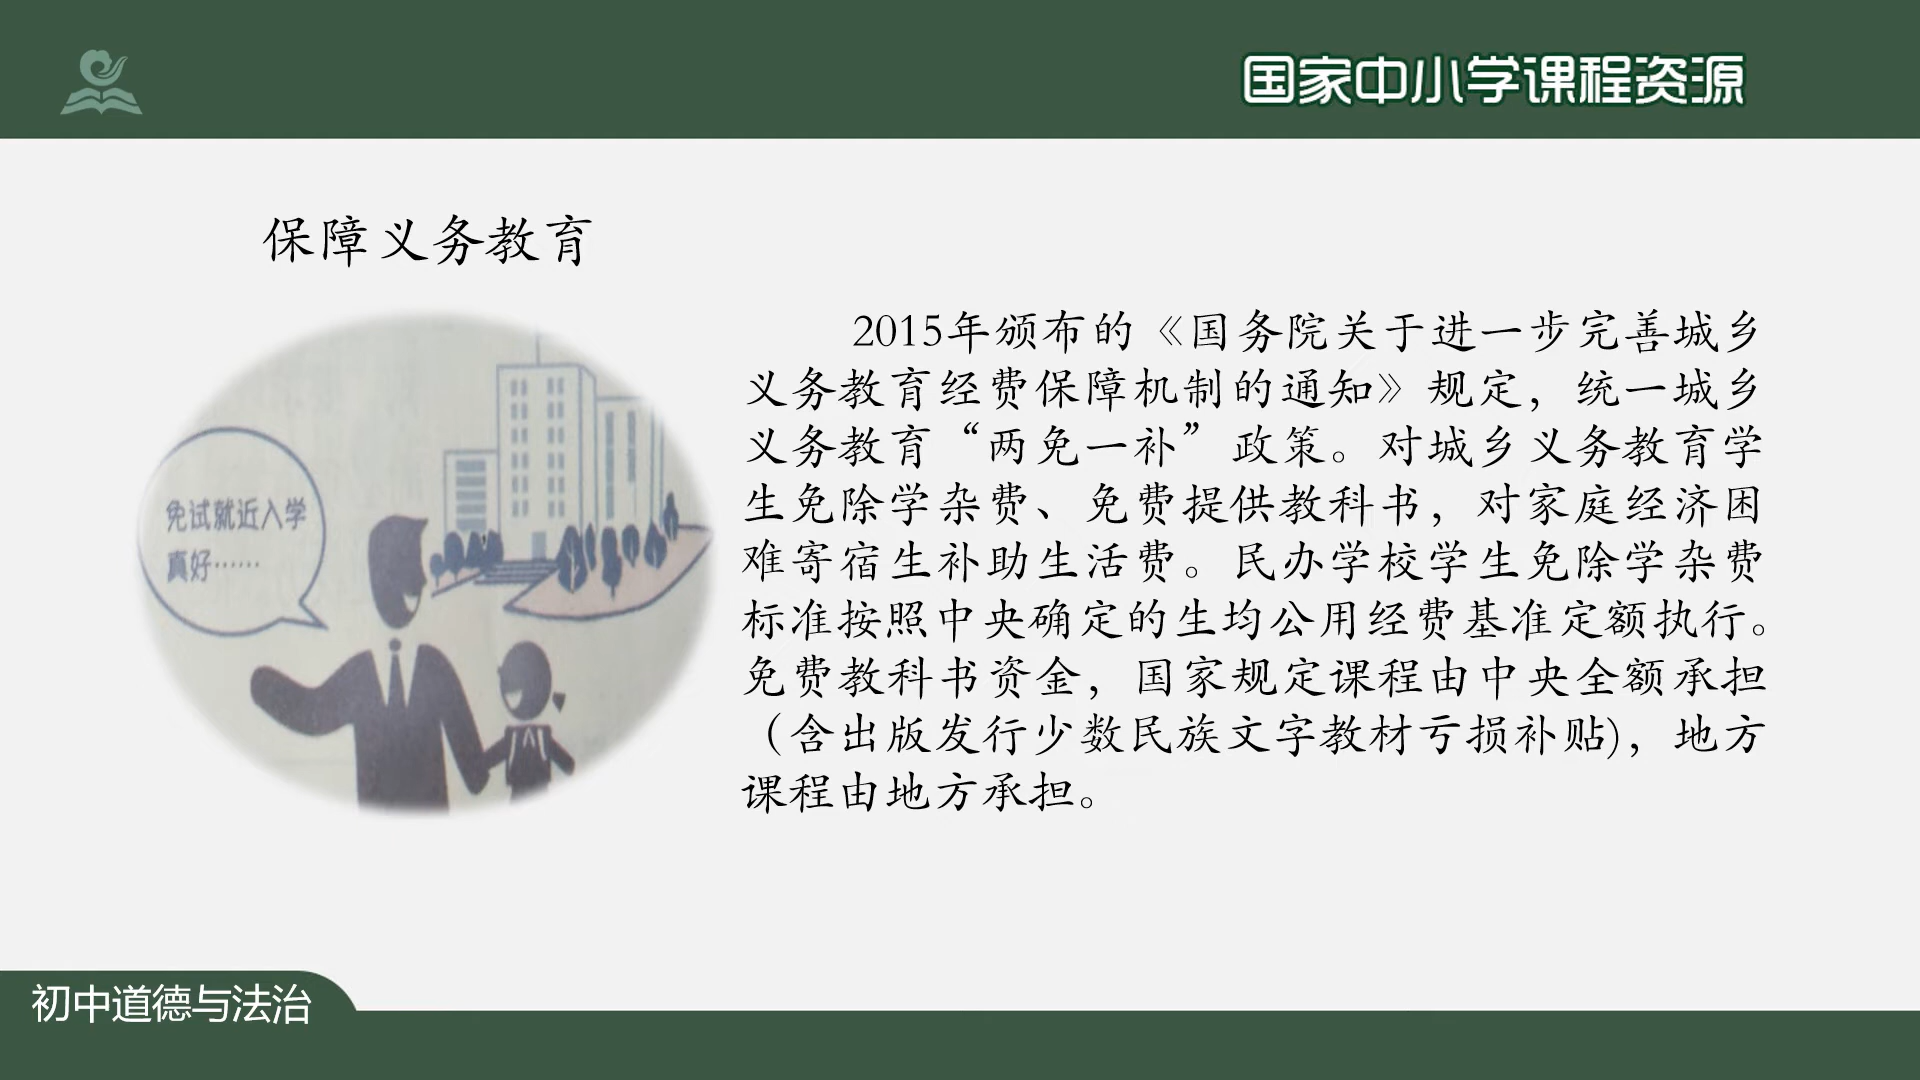 国家中小学课程资源
保障义务教育
免试就近入学
真好……
2015年颁布的《国务院关于进一步完善城乡
义务教育经费保障机制的通知》规定，统一城乡
义务教育“两免一补”政策。对城乡义务教育学
生免除学杂费、免费提供教科书，对家庭经济困
难寄宿生补助生活费。民办学校学生免除学杂费
标准按照中央确定的生均公用经费基准定额执行。
免费教科书资金，国家规定课程由中央全额承担
（含出版发行少数民族文字教材亏损补贴)，地方
课程由地方承担。
初中道德与法治